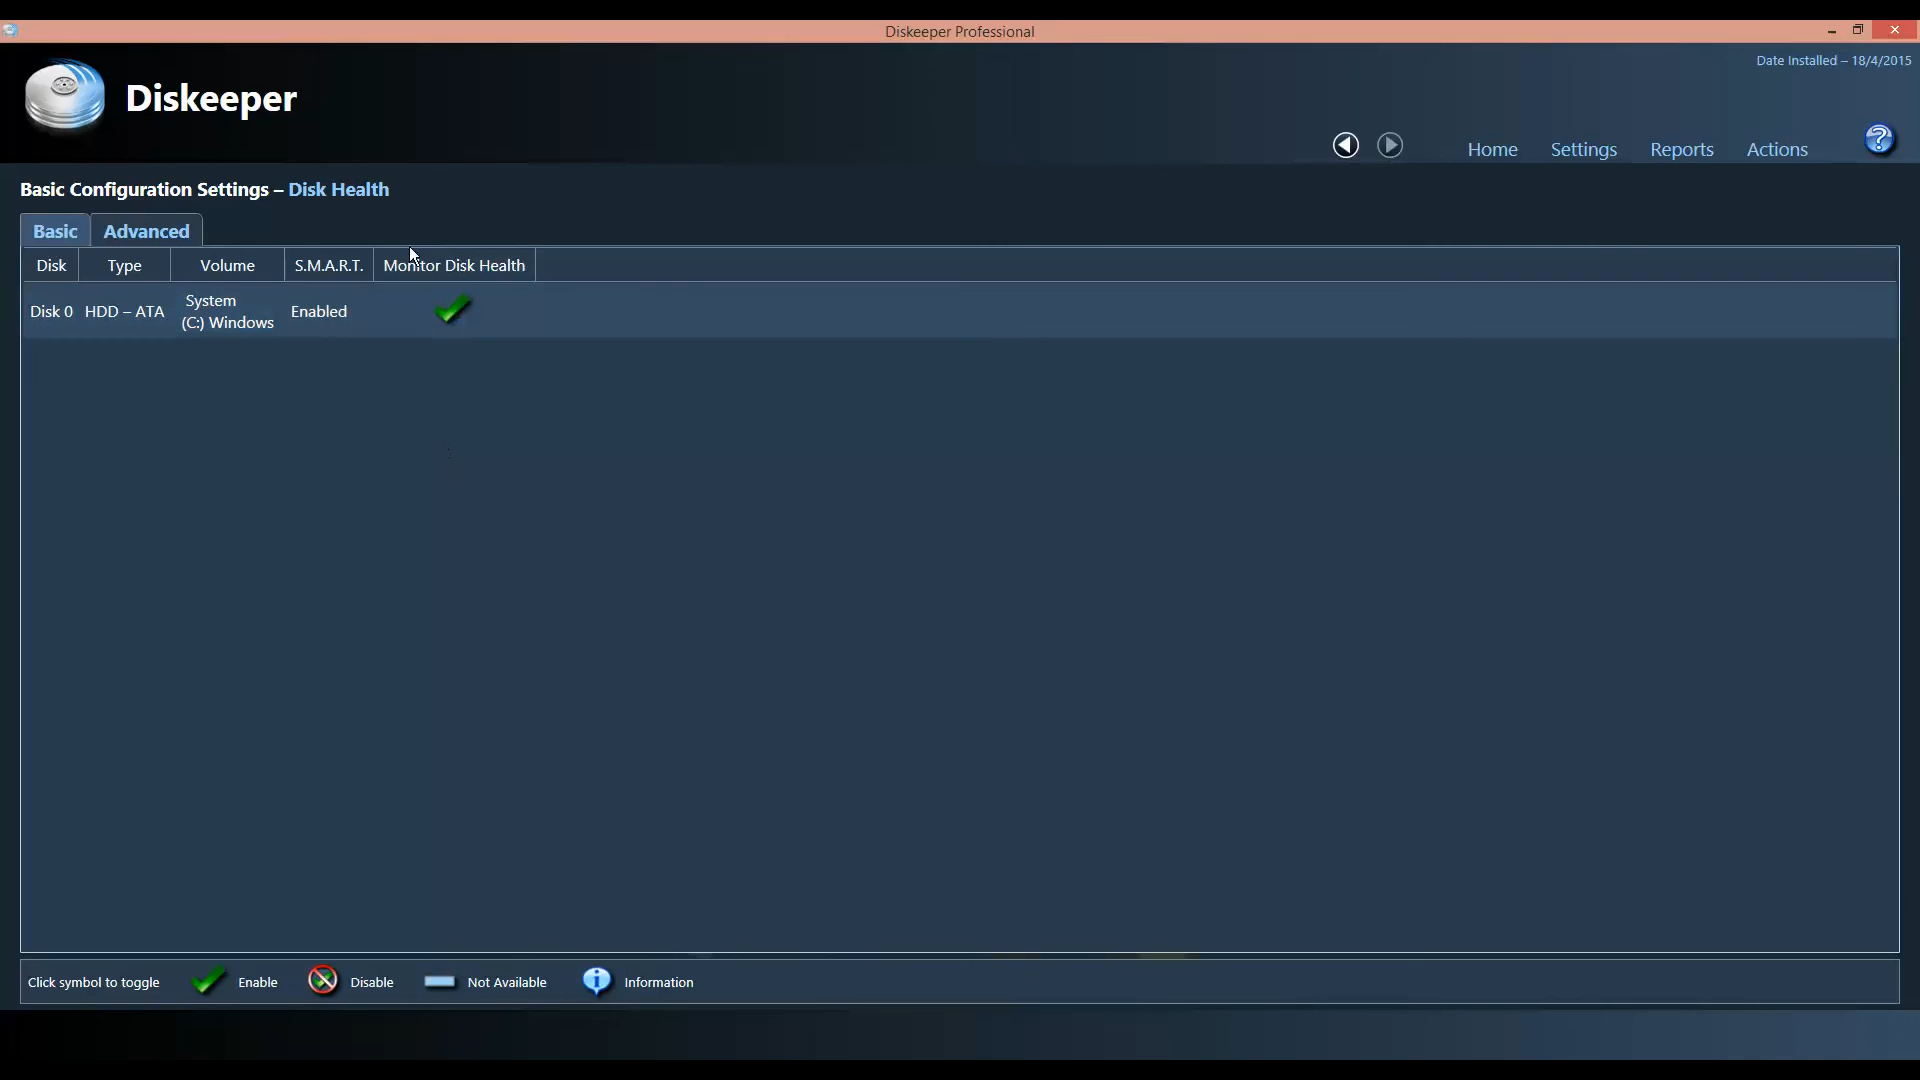 Diskeeper Professional
Date Installed – 18/4/2015
Diskeeper
Home Settings Reports Actions
Basic Configuration Settings – Disk Health
Basic Advanced
Disk Type Volume S.M.A.R.T. Monitor Disk Health
Disk 0 HDD – ATA System Enabled
(C:) Windows
Click symbol to toggle Enable Disable Not Available Information